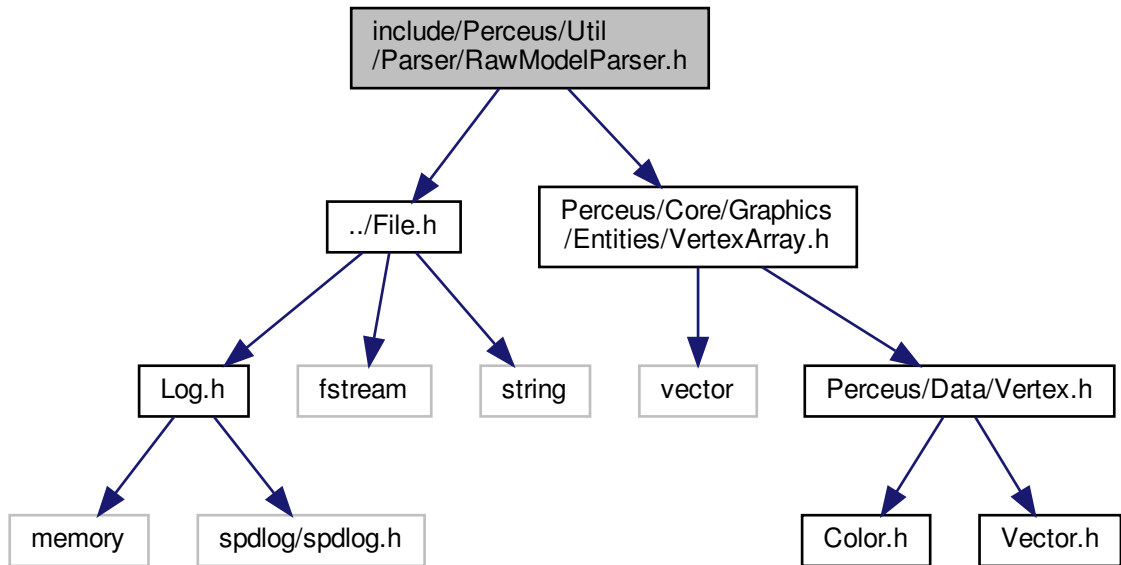 include/Perceus/Util
/Parser/RawModelParser.h
../File.h
Perceus/Core/Graphics
/Entities/VertexArray.h
Log.h
fstream
string
vector
Perceus/Data/Vertex.h
memory
spdlog/spdlog.h
Color.h
Vector.h